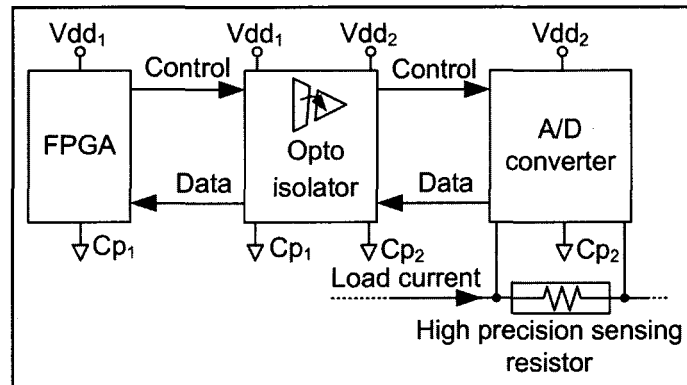 Vdd₁ Vdd₁ Vdd₂ Vdd₂
Control Control
FPGA
Opto
isolator
A/D
converter
Data Data
Cp₁ Cp₁ Cp₂ Cp₂
Load current
High precision sensing
resistor